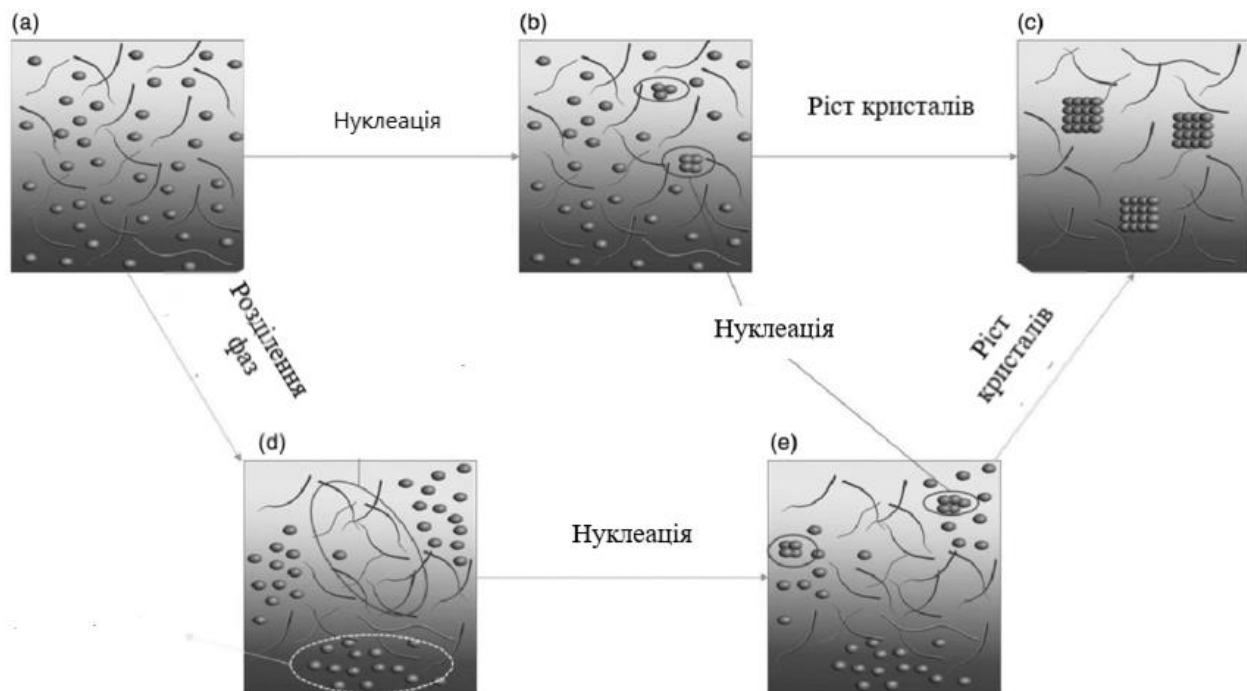 (a)
(b)
(c)
Нуклеація
Ріст кристалів
Розділення
фаз
Нуклеація
Ріст
кристалів
(d)
(e)
Нуклеація